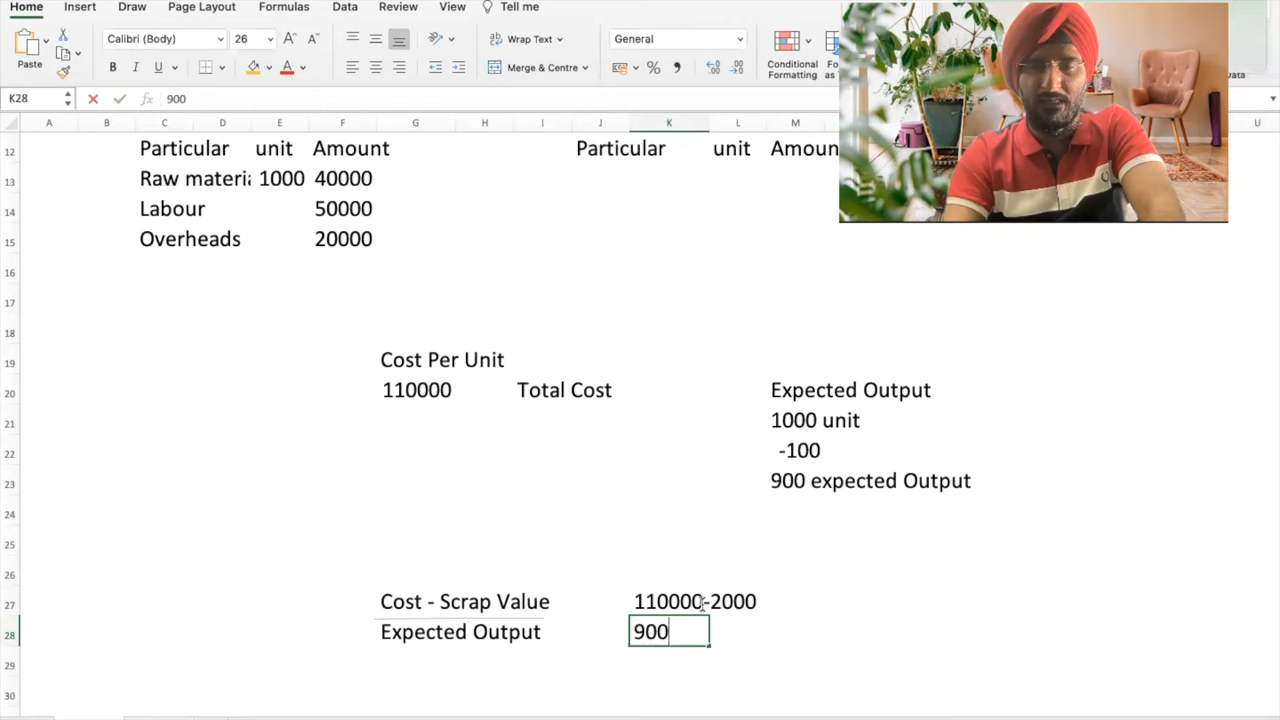 Home Insert Draw Page Layout Formulas Data Review View Tell me
Calibri (Body) 26 A A Wrap Text General
Paste B I U A Merge & Centre % Conditional
Formatting
K28 fx 900
A B C D E F G H I J K L M U
12 Particular unit Amount Particular unit Amoun
13 Raw materi 1000 40000
14 Labour 50000
15 Overheads 20000
16
17
18
19 Cost Per Unit
20 110000 Total Cost Expected Output
21 1000 unit
22 -100
23 900 expected Output
24
25
26
27 Cost - Scrap Value 110000-2000
28 Expected Output 900
29
30